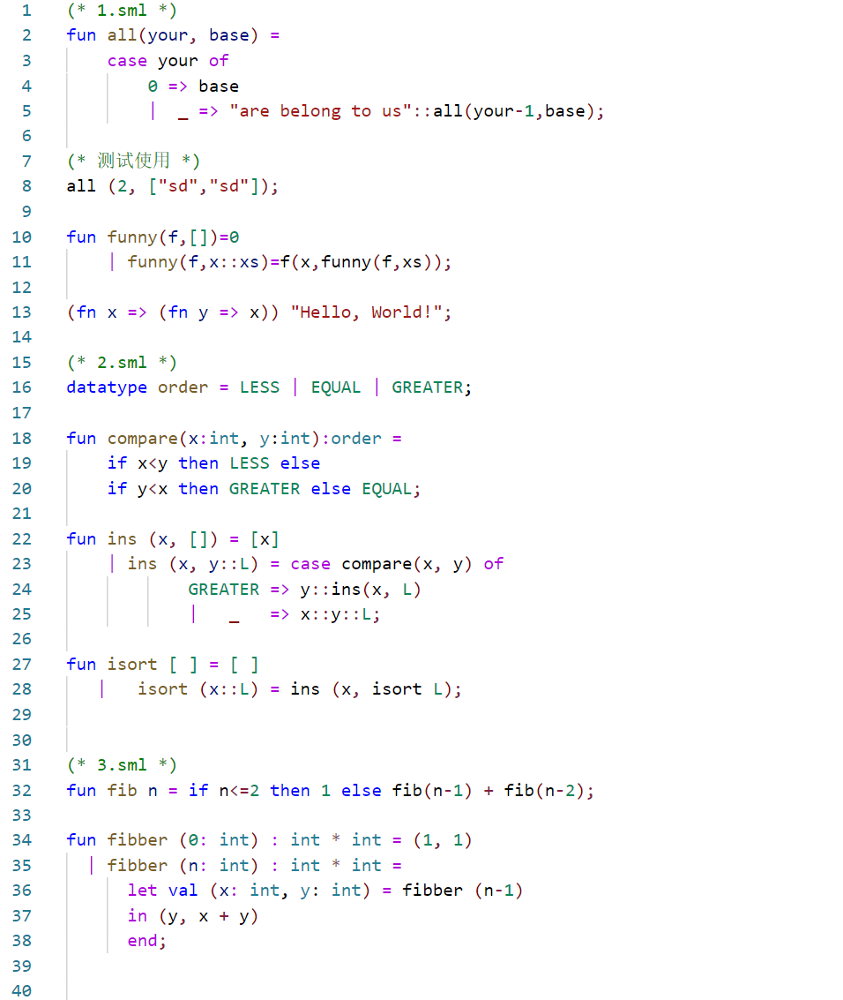 1 (* 1.sml *)
2 fun all(your, base) =
3     case your of
4         0 => base
5         |  _ => "are belong to us"::all(your-1,base);
6
7 (* 测试使用 *)
8 all (2, ["sd","sd"]);
9
10 fun funny(f,[])=0
11     | funny(f,x::xs)=f(x,funny(f,xs));
12
13 (fn x => (fn y => x)) "Hello, World!";
14
15 (* 2.sml *)
16 datatype order = LESS | EQUAL | GREATER;
17
18 fun compare(x:int, y:int):order =
19     if x<y then LESS else
20     if y<x then GREATER else EQUAL;
21
22 fun ins (x, []) = [x]
23     | ins (x, y::L) = case compare(x, y) of
24             GREATER => y::ins(x, L)
25             |   _   => x::y::L;
26
27 fun isort [ ] = [ ]
28    |   isort (x::L) = ins (x, isort L);
29
30
31 (* 3.sml *)
32 fun fib n = if n<=2 then 1 else fib(n-1) + fib(n-2);
33
34 fun fibber (0: int) : int * int = (1, 1)
35   | fibber (n: int) : int * int =
36       let val (x: int, y: int) = fibber (n-1)
37       in (y, x + y)
38       end;
39
40